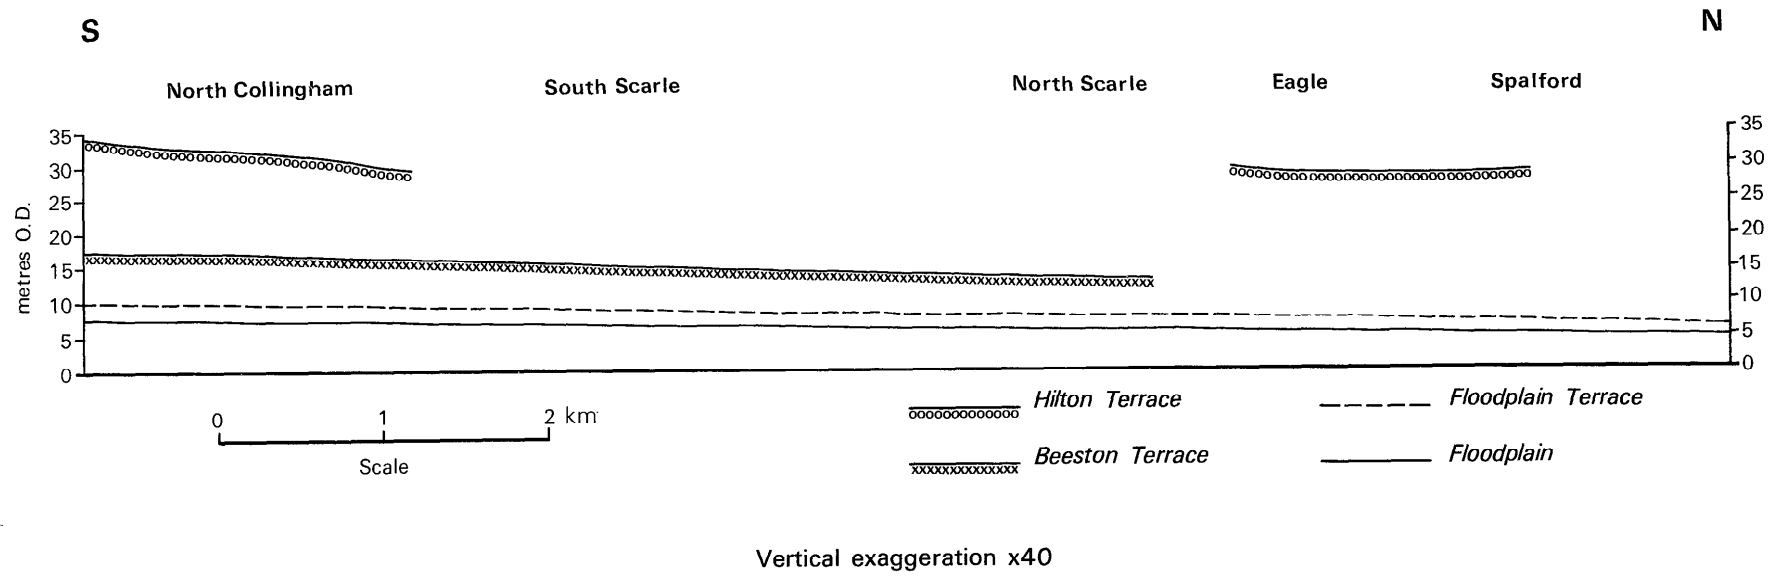 S N
North Collingham South Scarle North Scarle Eagle Spalford
35 35
30 30
25 25
20 20
15 15
10 10
5 5
0 0
metres O.D.
0 1 2 km
Scale
Hilton Terrace Floodplain Terrace
Beeston Terrace Floodplain
Vertical exaggeration x40